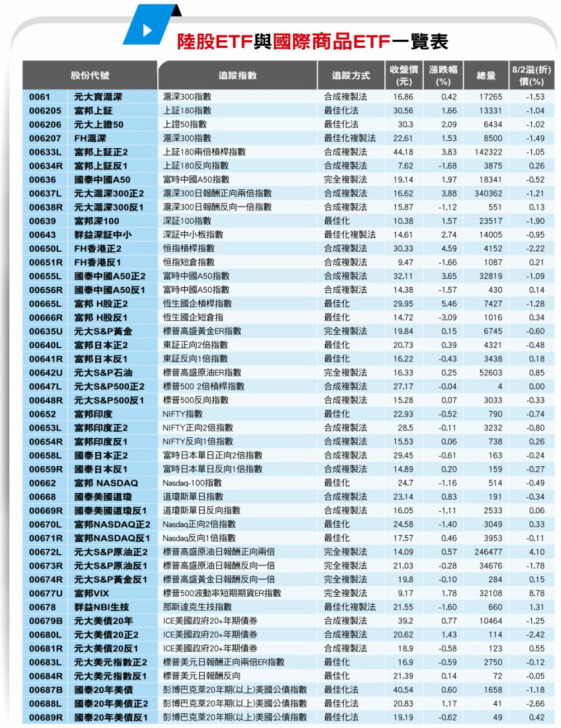 陸股ETF與國際商品ETF一覽表
股份代號 追蹤指數 追蹤方式 收盤價(元) 漲跌幅(%) 總量 8/2溢(折)價(%)
0061 元大寶滬深 滬深300指數 合成複製法 16.86 0.42 17265 -1.53
006205 富邦上証 上証180指數 最佳化法 30.56 1.66 13331 -1.04
006206 元大上證50 上證50指數 最佳化法 30.3 2.09 6434 -1.02
006207 FH滬深 滬深300指數 最佳化複製法 22.61 1.53 8500 -1.49
00633L 富邦上証正2 上証180兩倍槓桿指數 合成複製法 44.18 3.83 142322 -1.05
00634R 富邦上証反1 上証180反向指數 合成複製法 7.62 -1.68 3875 0.26
00636 國泰中國A50 富時中國A50指數 完全複製法 19.14 1.97 18341 -0.52
00637L 元大滬深300正2 滬深300日報酬正向兩倍指數 合成複製法 16.62 3.88 340362 -1.21
00638R 元大滬深300反1 滬深300日報酬反向一倍指數 合成複製法 15.87 -1.12 551 0.13
00639 富邦深100 深証100指數 最佳化 10.38 1.57 23517 -1.90
00643 群益深証中小 深証中小板指數 最佳化複製法 14.61 2.74 14005 -0.95
00650L FH香港正2 恒指槓桿指數 合成複製法 30.33 4.59 4152 -2.22
00651R FH香港反1 恒指短倉指數 合成複製法 9.47 -1.66 1087 0.21
00655L 國泰中國A50正2 富時中國A50指數 合成複製法 32.11 3.65 32819 -1.09
00656R 國泰中國A50反1 富時中國A50指數 合成複製法 14.38 -1.57 430 0.14
00665L 富邦 H股正2 恆生國企槓桿指數 最佳化 29.95 5.46 7427 -1.28
00666R 富邦 H股反1 恆生國企短倉指 最佳化 14.72 -3.09 1016 0.34
00635U 元大S&P黃金 標普高盛黃金ER指數 完全複製法 19.84 0.15 6745 -0.60
00640L 富邦日本正2 東証正向2倍指數 最佳化 20.73 0.39 4321 -0.48
00641R 富邦日本反1 東証反向1倍指數 最佳化 16.22 -0.43 3438 0.18
00642U 元大S&P石油 標普高盛原油ER指數 完全複製法 16.33 0.25 52603 0.85
00647L 元大S&P500正2 標普500 2倍槓桿指數 合成複製法 27.17 -0.04 4 0.00
00648R 元大S&P500反1 標普500反向指數 合成複製法 15.28 0.07 3033 -0.33
00652 富邦印度 NIFTY指數 最佳化 22.93 -0.52 790 -0.74
00653L 富邦印度正2 NIFTY正向2倍指數 合成複製法 28.5 -0.11 3232 -0.80
00654R 富邦印度反1 NIFTY反向1倍指數 合成複製法 15.53 0.06 738 0.26
00658L 國泰日本正2 富時日本單日正向2倍指數 合成複製法 29.45 -0.61 163 -0.24
00659R 國泰日本反1 富時日本單日反向1倍指數 合成複製法 14.89 0.20 159 -0.27
00662 富邦 NASDAQ Nasdaq-100指數 最佳化 24.7 -1.16 514 -0.49
00668 國泰美國道瓊 道瓊斯單日指數 合成複製法 23.14 0.83 191 -0.34
00669R 國泰美國道瓊反1 道瓊斯單日反向指數 合成複製法 16.05 -1.11 2533 0.06
00670L 富邦NASDAQ正2 Nasdaq正向2倍指數 最佳化 24.58 -1.40 3049 0.33
00671R 富邦NASDAQ反1 Nasdaq反向1倍指數 最佳化 17.57 0.46 3953 -0.11
00672L 元大S&P原油正2 標普高盛原油日報酬正向兩倍 完全複製法 14.09 0.57 246477 4.10
00673R 元大S&P原油反1 標普高盛原油日報酬反向一倍 完全複製法 21.03 -0.28 34676 -1.78
00674R 元大S&P黃金反1 標普高盛黃金日報酬反向一倍 完全複製法 19.8 -0.10 284 0.15
00677U 富邦VIX 標普500波動率短期期貨ER指數 完全複製法 9.17 1.78 32108 8.78
00678 群益NBI生技 那斯達克生技指數 最佳化複製法 21.55 -1.60 660 1.31
00679B 元大美債20年 ICE美國政府20+年期債券 合成複製法 39.2 0.77 10464 -1.25
00680L 元大美債20正2 ICE美國政府20+年期債券 合成複製法 20.62 1.43 114 -2.42
00681R 元大美債20反1 ICE美國政府20+年期債券 合成複製法 18.9 -0.58 123 0.55
00683L 元大美元指數正2 標普美元日報酬正向兩倍ER指數 最佳化 16.9 -0.59 2750 -0.12
00684R 元大美元指數反1 標普美元日報酬反向 最佳化 21.39 0.14 72 -0.05
00687B 國泰20年美債 彭博巴克萊20年期(以上)美國公債指數 最佳化 40.54 0.60 1658 -1.18
00688L 國泰20年美債正2 彭博巴克萊20年期(以上)美國公債指數 最佳化 20.83 1.17 41 -2.66
00689R 國泰20年美債反1 彭博巴克萊20年期(以上)美國公債指數 最佳化 19.19 -0.62 49 0.42